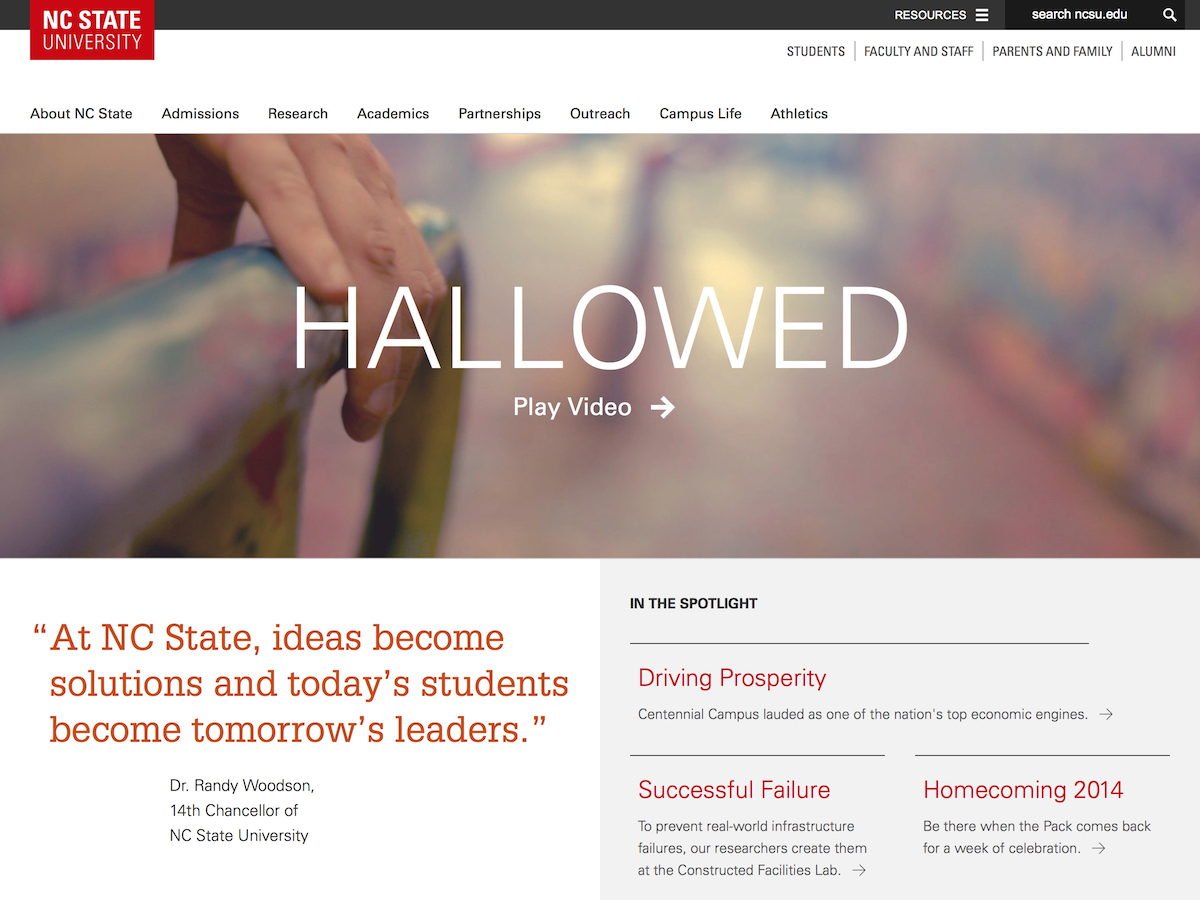 NC STATE
UNIVERSITY
RESOURCES
search ncsu.edu
STUDENTS
FACULTY AND STAFF
PARENTS AND FAMILY
ALUMNI
About NC State
Admissions
Research
Academics
Partnerships
Outreach
Campus Life
Athletics
HALLOWED
Play Video
“At NC State, ideas become
solutions and today’s students
become tomorrow’s leaders.”
Dr. Randy Woodson,
14th Chancellor of
NC State University
IN THE SPOTLIGHT
Driving Prosperity
Centennial Campus lauded as one of the nation's top economic engines.
Successful Failure
To prevent real-world infrastructure
failures, our researchers create them
at the Constructed Facilities Lab.
Homecoming 2014
Be there when the Pack comes back
for a week of celebration.